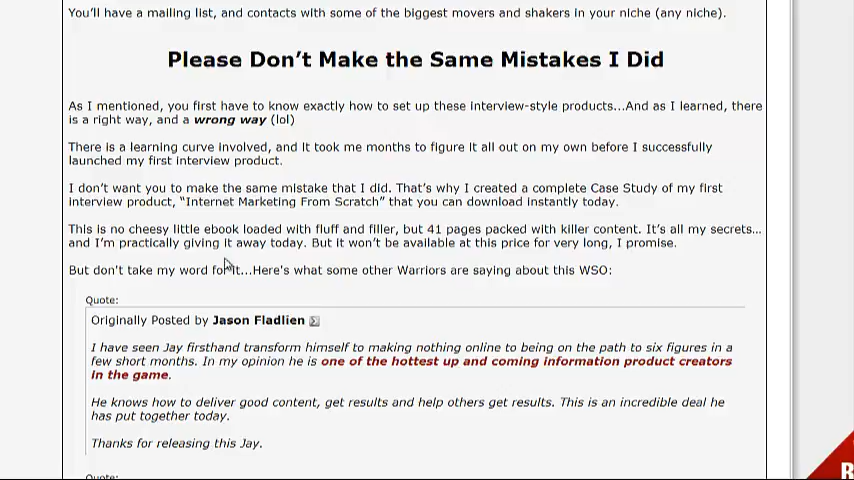 You'll have a mailing list, and contacts with some of the biggest movers and shakers in your niche (any niche).
Please Don't Make the Same Mistakes I Did
As I mentioned, you first have to know exactly how to set up these interview-style products...And as I learned, there
is a right way, and a wrong way (lol)
There is a learning curve involved, and it took me months to figure it all out on my own before I successfully
launched my first interview product.
I don't want you to make the same mistake that I did. That's why I created a complete Case Study of my first
interview product, "Internet Marketing From Scratch" that you can download instantly today.
This is no cheesy little ebook loaded with fluff and filler, but 41 pages packed with killer content. It's all my secrets...
and I'm practically giving it away today. But it won't be available at this price for very long, I promise.
But don't take my word for it...Here's what some other Warriors are saying about this WSO:
Quote:
Originally Posted by Jason Fladlien
I have seen Jay firsthand transform himself to making nothing online to being on the path to six figures in a
few short months. In my opinion he is one of the hottest up and coming information product creators
in the game.
He knows how to deliver good content, get results and help others get results. This is an incredible deal he
has put together today.
Thanks for releasing this Jay.
Quote: